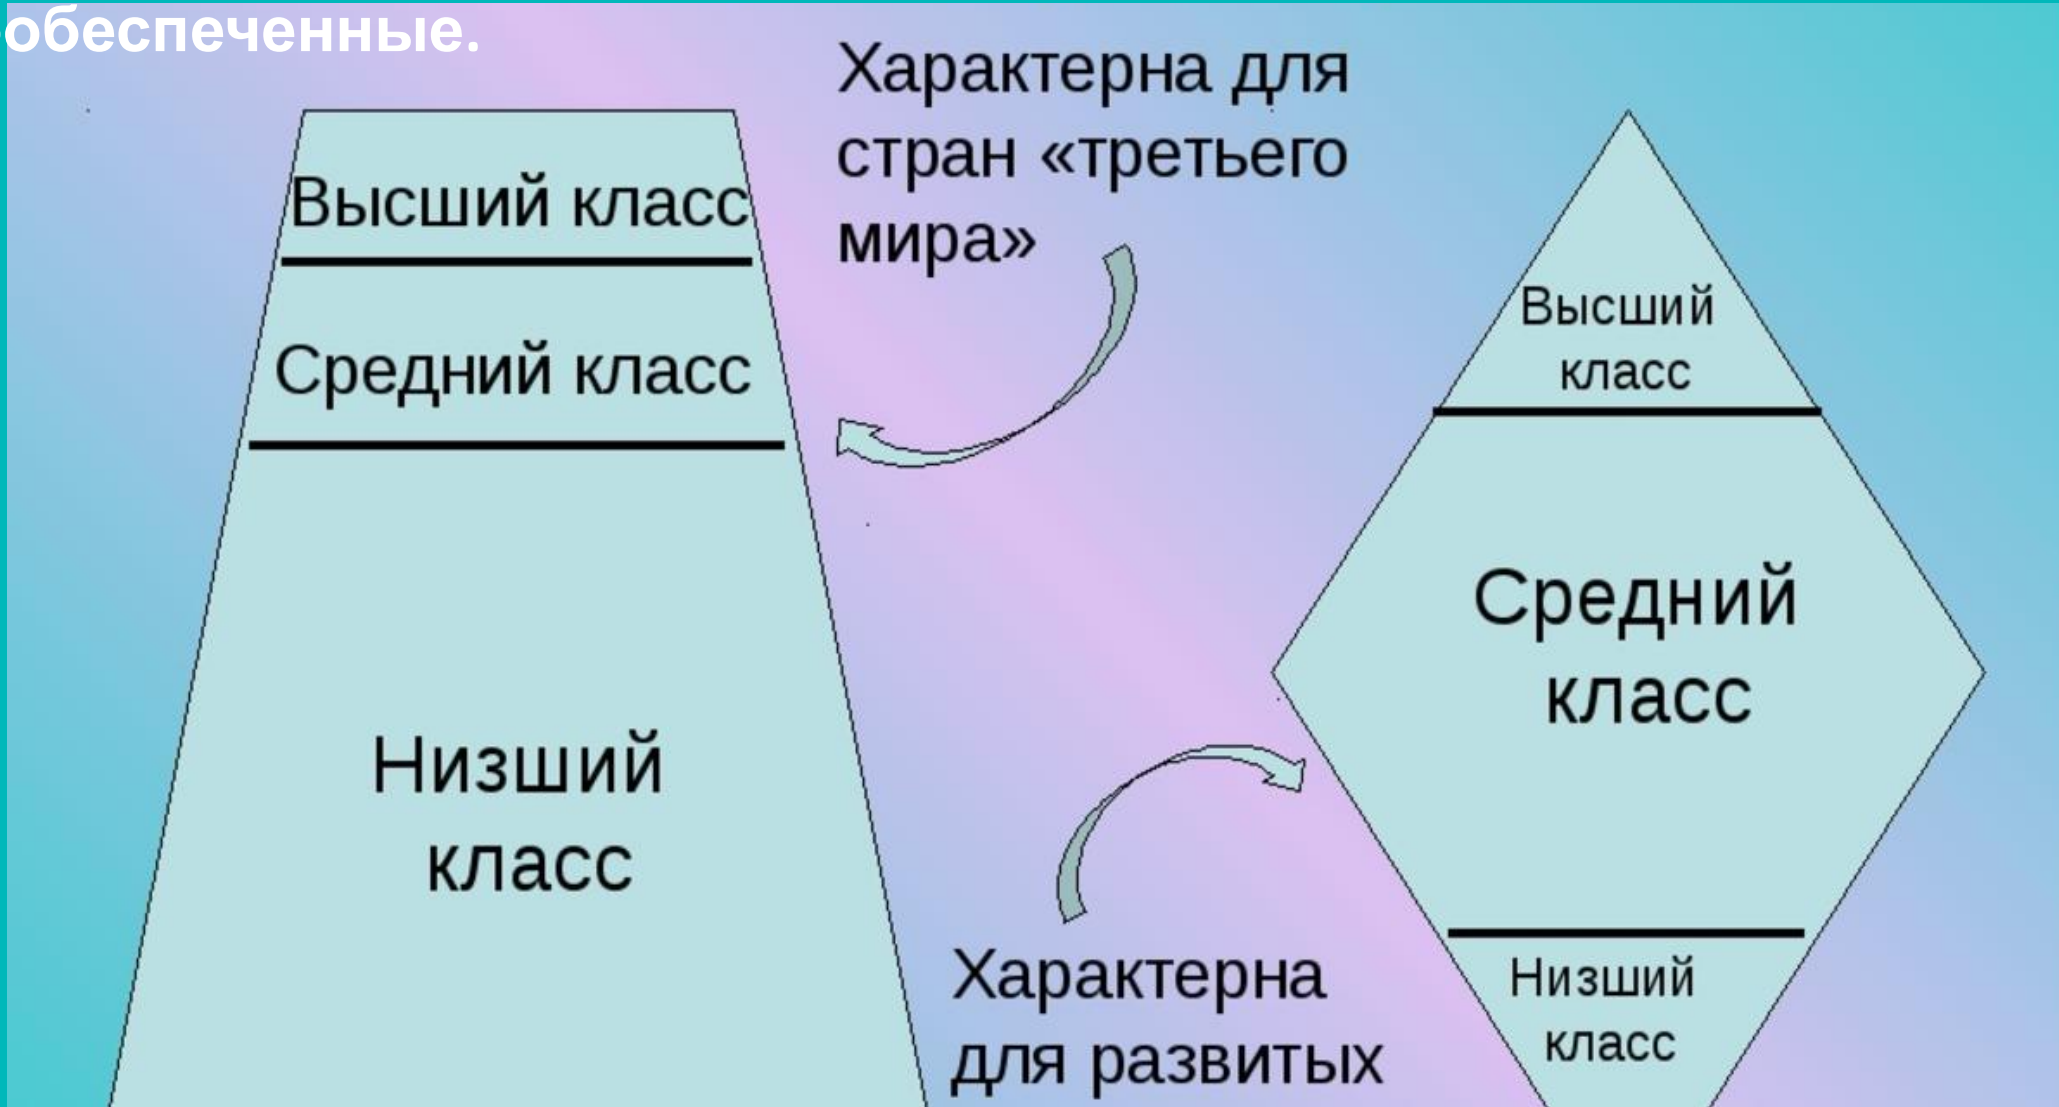 обеспеченные.
Характерна для
стран «третьего
мира»
Высший класс
Средний класс
Низший
класс
Высший
класс
Средний
класс
Низший
класс
Характерна
для развитых